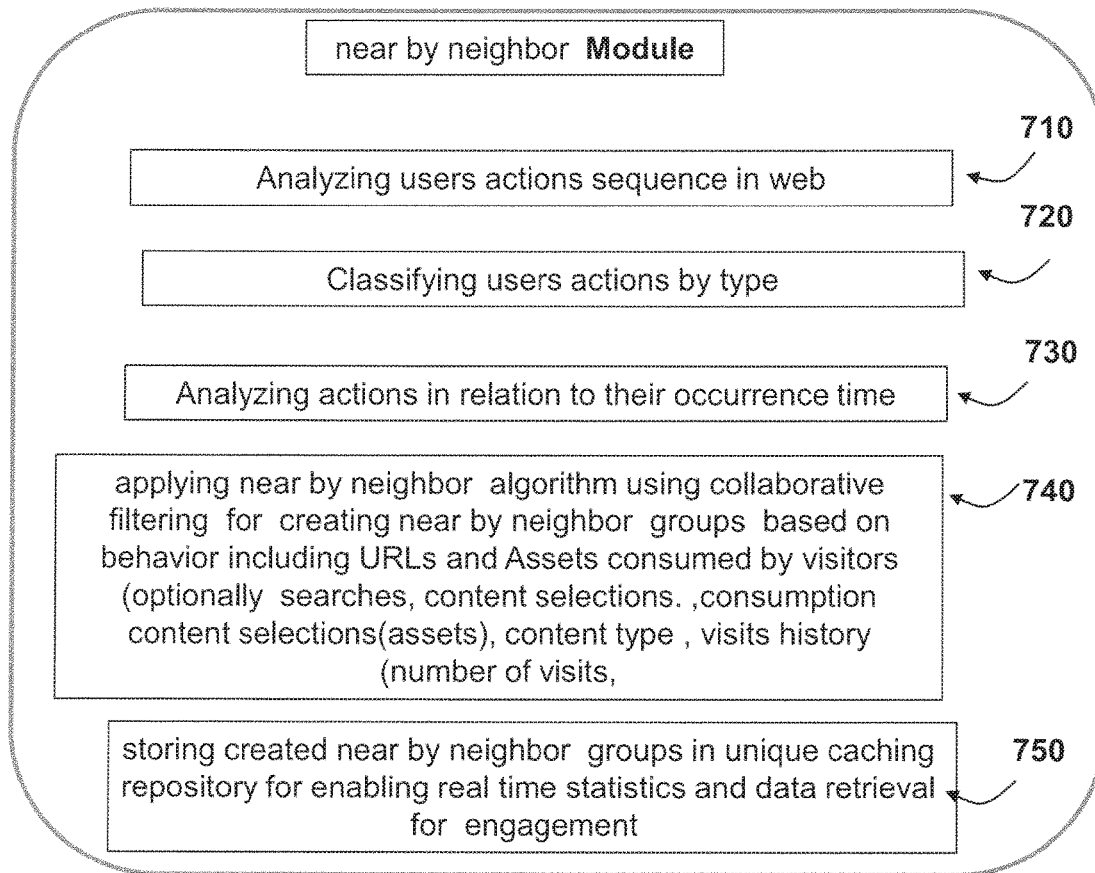 near by neighbor Module
710
Analyzing users actions sequence in web
720
Classifying users actions by type
730
Analyzing actions in relation to their occurrence time
applying near by neighbor algorithm using collaborative
740
filtering for creating near by neighbor groups based on
behavior including URLs and Assets consumed by visitors
(optionally searches, content selections. ,consumption
content selections(assets), content type , visits history
(number of visits,
storing created near by neighbor groups in unique caching
750
repository for enabling real time statistics and data retrieval
for engagement